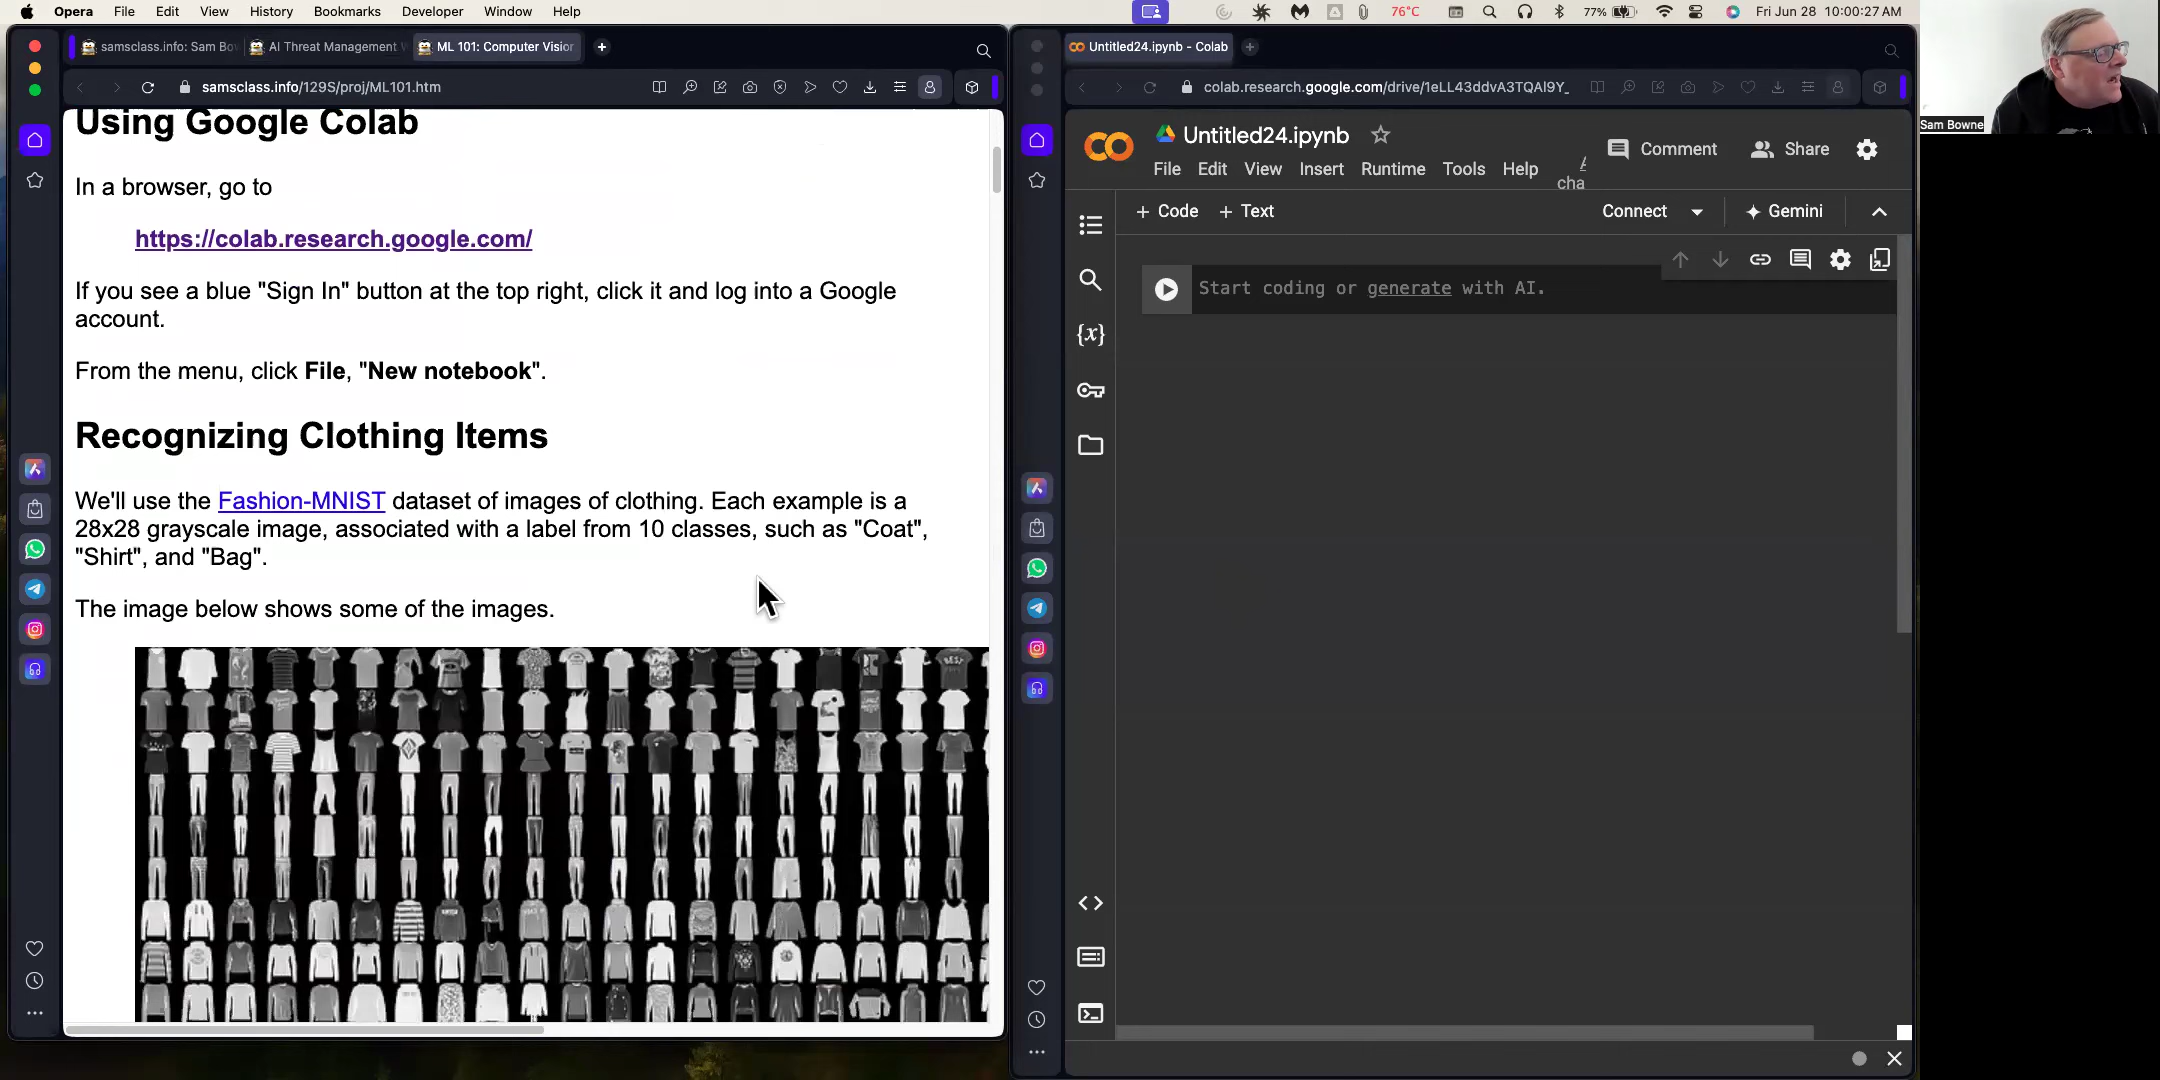 Opera File Edit View History Bookmarks Developer Window Help
76°C 77% Fri Jun 28 10:00:27 AM
samsclass.info: Sam Bow
AI Threat Management
ML 101: Computer Vision
samsclass.info/129S/proj/ML101.htm
Using Google Colab
In a browser, go to
https://colab.research.google.com/
If you see a blue "Sign In" button at the top right, click it and log into a Google
account.
From the menu, click File, "New notebook".
Recognizing Clothing Items
We'll use the Fashion-MNIST dataset of images of clothing. Each example is a
28x28 grayscale image, associated with a label from 10 classes, such as "Coat",
"Shirt", and "Bag".
The image below shows some of the images.
Untitled24.ipynb - Colab
colab.research.google.com/drive/1eLL43ddvA3TQAI9Y_
CO
Untitled24.ipynb
File Edit View Insert Runtime Tools Help
cha
Comment Share
+ Code + Text
Connect Gemini
{x}
Start coding or generate with AI.
Sam Bowne